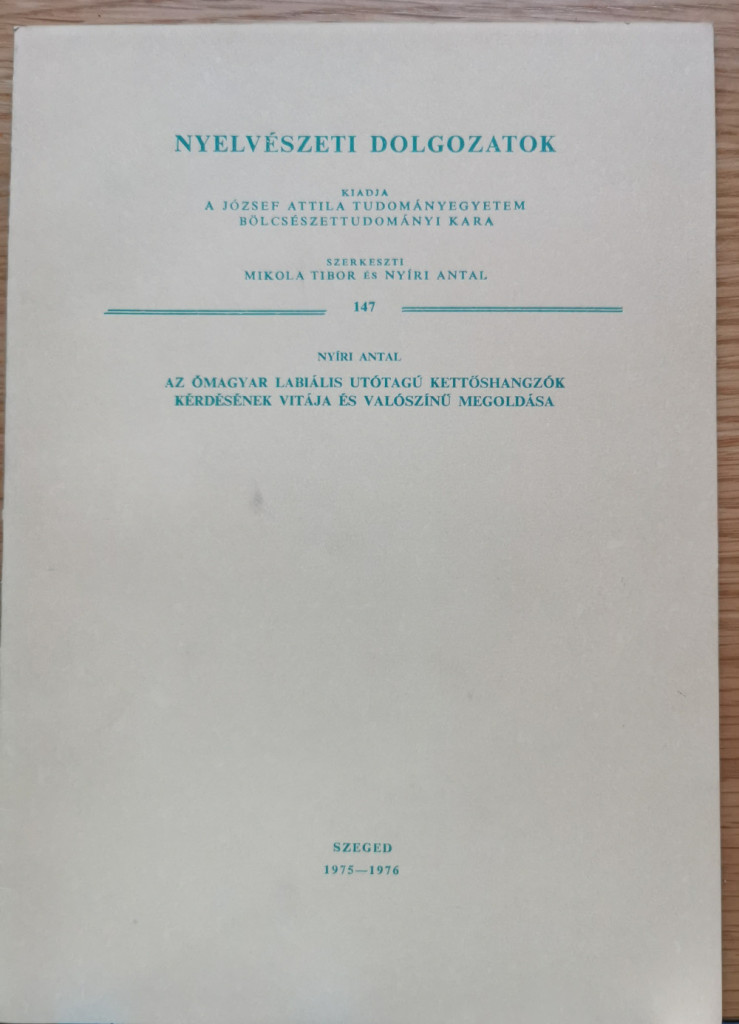 NYELVÉSZETI DOLGOZATOK
KIADJA
A JÓZSEF ATTILA TUDOMÁNYEGYETEM
BÖLCSÉSZETTUDOMÁNYI KARA
SZERKESZTI
MIKOLA TIBOR ÉS NYÍRI ANTAL
147
NYÍRI ANTAL
AZ ŐMAGYAR LABIÁLIS UTÓTAGÚ KETTŐSHANGZÓK
KÉRDÉSÉNEK VITÁJA ÉS VALÓSZÍNŰ MEGOLDÁSA
SZEGED
1975—1976